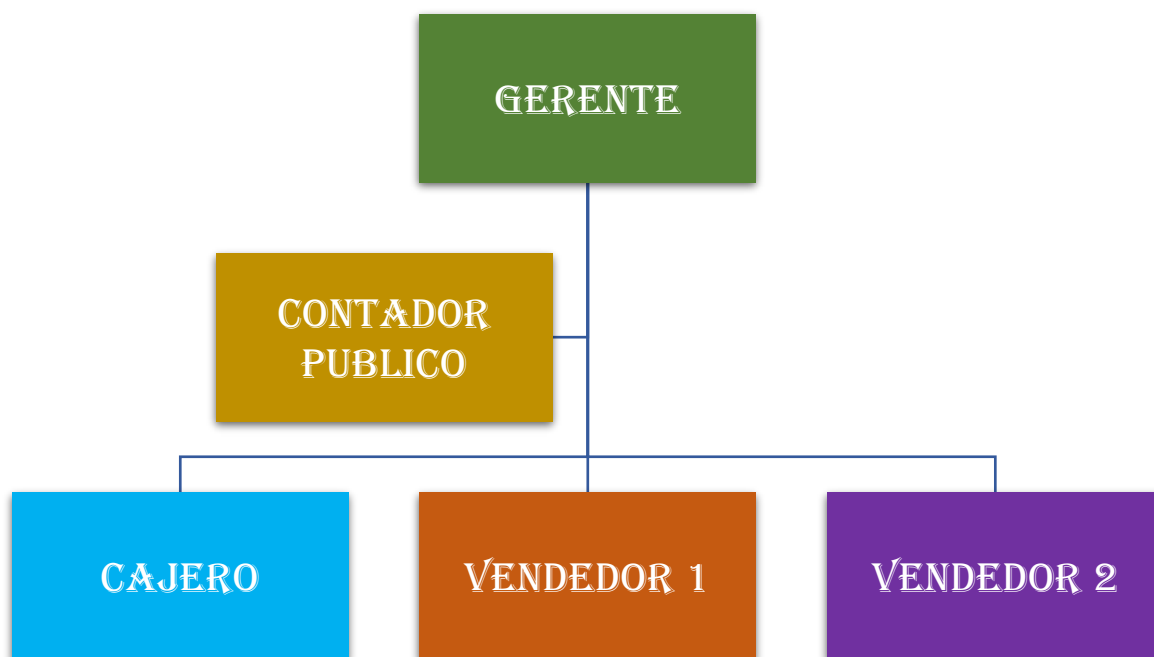 GERENTE
CONTADOR
PUBLICO
CAJERO
VENDEDOR 1
VENDEDOR 2